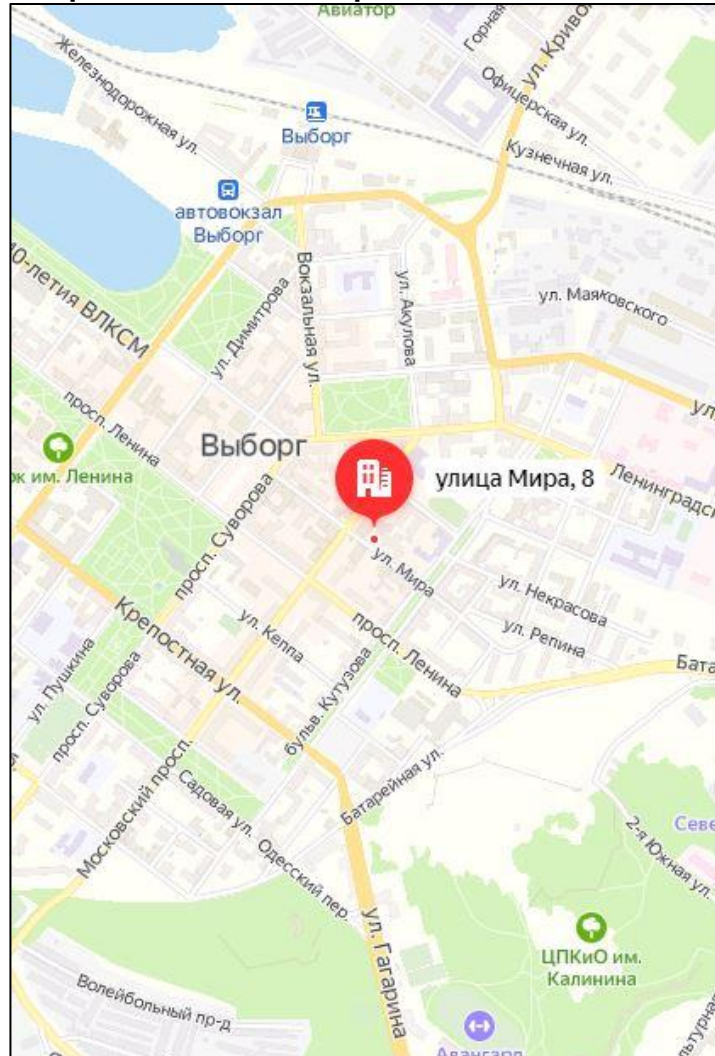 Авиатор
Горная
ул. Криво
Железнодорожная ул.
Офицерская ул.
Выборг
Кузнечная ул.
автовокзал
Выборг
40-летия ВЛКСМ
ул. Димитрова
Вокзальная ул.
ул. Акулова
ул. Маяковского
ул.
просп. Ленина
Выборг
улица Мира, 8
Ленинградск
рк им. Ленина
просп. Суворова
ул. Мира
ул. Некрасова
ул. Кеппа
просп. Ленина
ул. Репина
Бата
Крепостная ул.
ул. Пушкина
просп. Суворова
бульв. Кутузова
Московский просп.
Садовая ул.
Одесский пер.
Батарейная ул.
2-я Южная ул.
Севе
ул. Гагарина
ЦПКиО им.
Калинина
Волейбольный пр-д
Авангард